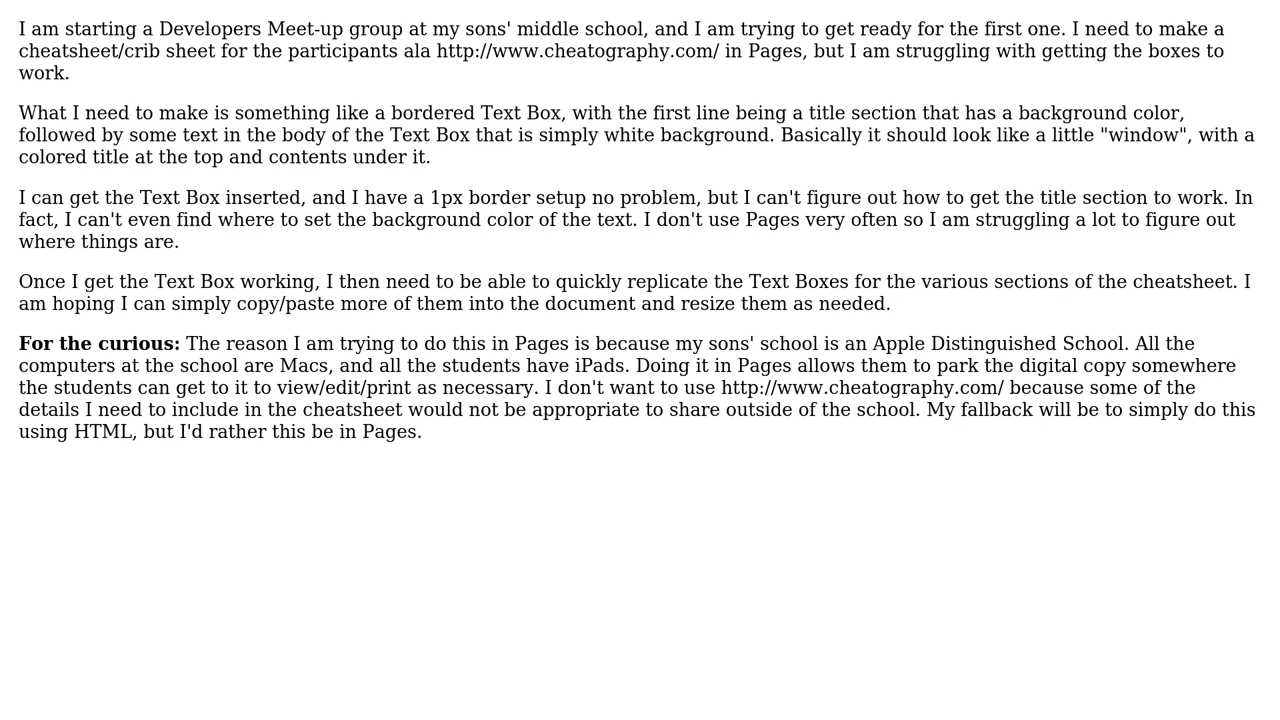 I am starting a Developers Meet-up group at my sons' middle school, and I am trying to get ready for the first one. I need to make a
cheatsheet/crib sheet for the participants ala http://www.cheatography.com/ in Pages, but I am struggling with getting the boxes to
work.
What I need to make is something like a bordered Text Box, with the first line being a title section that has a background color,
followed by some text in the body of the Text Box that is simply white background. Basically it should look like a little "window", with a
colored title at the top and contents under it.
I can get the Text Box inserted, and I have a 1px border setup no problem, but I can't figure out how to get the title section to work. In
fact, I can't even find where to set the background color of the text. I don't use Pages very often so I am struggling a lot to figure out
where things are.
Once I get the Text Box working, I then need to be able to quickly replicate the Text Boxes for the various sections of the cheatsheet. I
am hoping I can simply copy/paste more of them into the document and resize them as needed.
For the curious: The reason I am trying to do this in Pages is because my sons' school is an Apple Distinguished School. All the
computers at the school are Macs, and all the students have iPads. Doing it in Pages allows them to park the digital copy somewhere
the students can get to it to view/edit/print as necessary. I don't want to use http://www.cheatography.com/ because some of the
details I need to include in the cheatsheet would not be appropriate to share outside of the school. My fallback will be to simply do this
using HTML, but I'd rather this be in Pages.